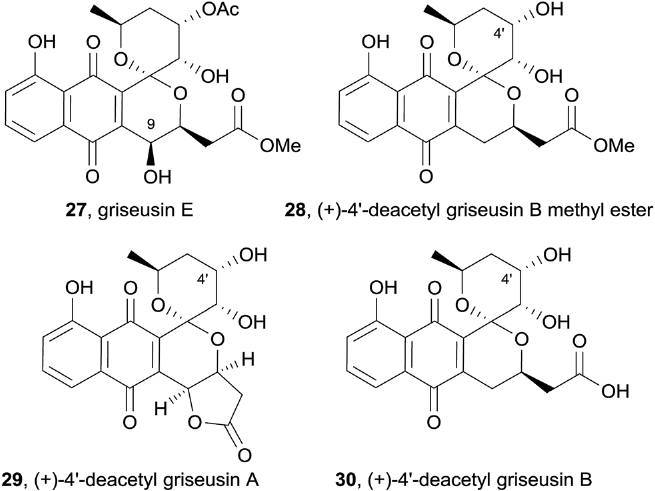 OAc
OH
O
O
OH
O
9
O
OMe
O
OH
27, griseusin E
OH
4'
OH
O
O
OH
O
O
OMe
O
28, (+)-4'-deacetyl griseusin B methyl ester
OH
4'
OH
O
O
OH
O
H
H
O
O
O
29, (+)-4'-deacetyl griseusin A
OH
4'
OH
O
O
OH
O
O
OH
O
30, (+)-4'-deacetyl griseusin B